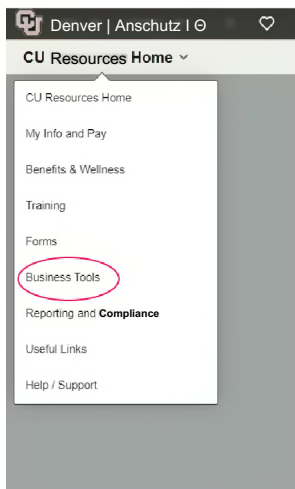 CU Denver | Anschutz I Θ
CU Resources Home
CU Resources Home
My Info and Pay
Benefits & Wellness
Training
Forms
Business Tools
Reporting and Compliance
Useful Links
Help / Support